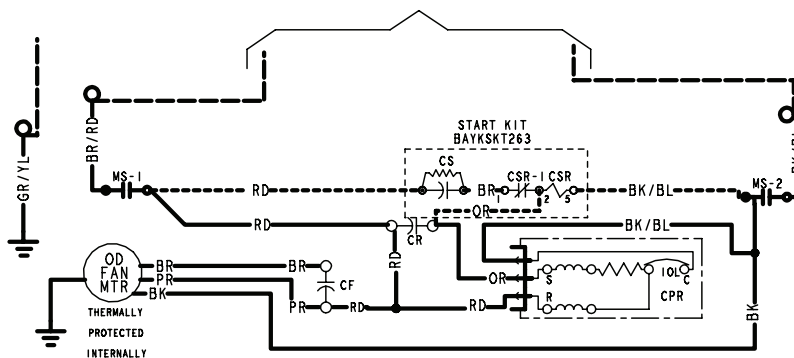 START KIT
BAYKSKT263
CS
CSR-1 CSR
MS-1
RD
BR
1
2
5
BK/BL
MS-2
BR/RD
GR/YL
OR
RD
CR
BK/BL
RD
OD
FAN
MTR
BR
PR
BK
BR
PR
CF
RD
RD
OR
S
R
IOL
C
CPR
BK
THERMALLY
PROTECTED
INTERNALLY